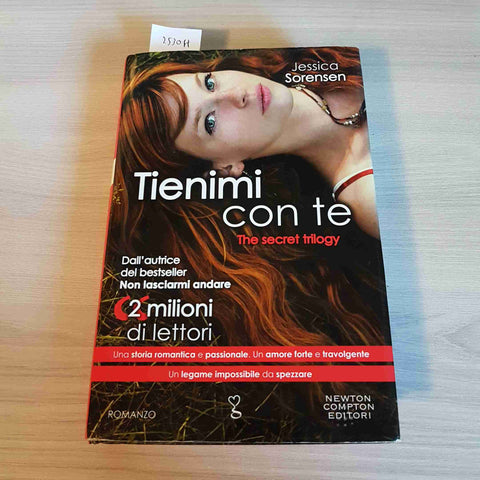 Jessica
Sorensen
Tienimi
con te
The secret trilogy
Dall'autrice
del bestseller
Non lasciarmi andare
2 milioni
di lettori
Una storia romantica e passionale. Un amore forte e travolgente
Un legame impossibile da spezzare
ROMANZO
NEWTON
COMPTON
EDITORI